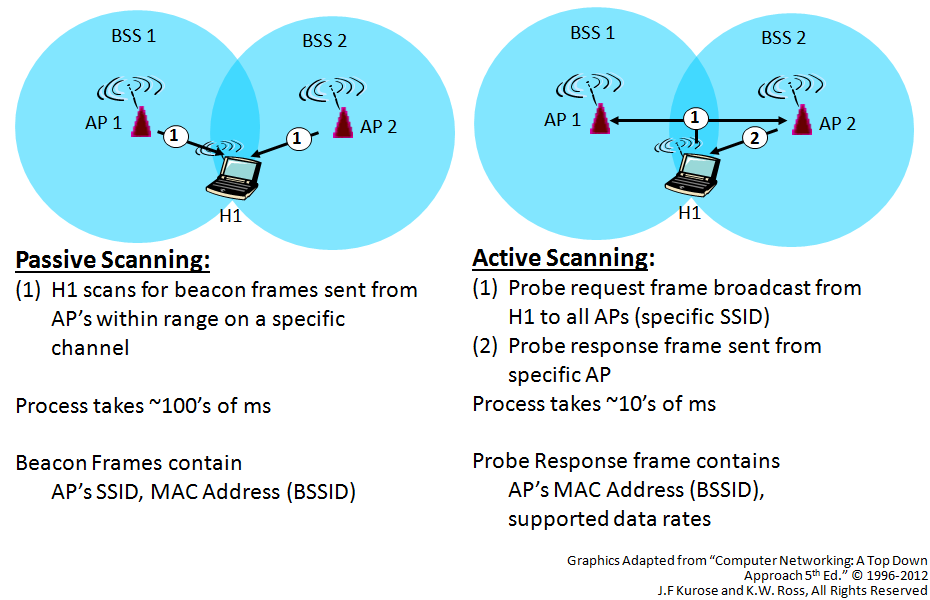 BSS 1
BSS 2
AP 1
AP 2
1
1
H1
Passive Scanning:
(1) H1 scans for beacon frames sent from
AP's within range on a specific
channel
Process takes ~100's of ms
Beacon Frames contain
AP's SSID, MAC Address (BSSID)
BSS 1
BSS 2
AP 1
AP 2
1
2
H1
Active Scanning:
(1) Probe request frame broadcast from
H1 to all APs (specific SSID)
(2) Probe response frame sent from
specific AP
Process takes ~10's of ms
Probe Response frame contains
AP's MAC Address (BSSID),
supported data rates
Graphics Adapted from “Computer Networking: A Top Down
Approach 5th Ed.” © 1996-2012
J.F Kurose and K.W. Ross, All Rights Reserved